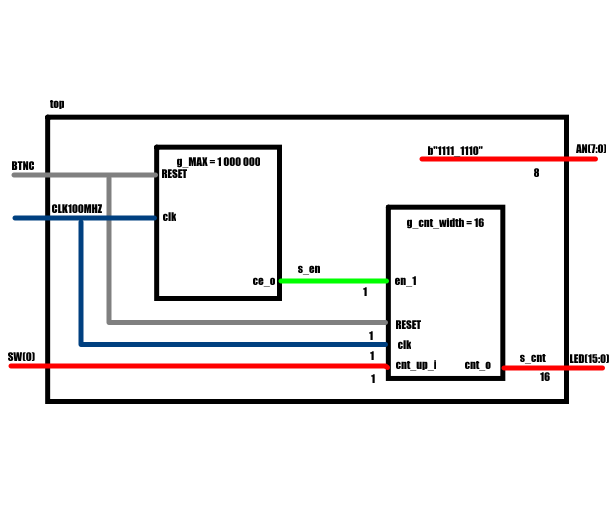 top
b"1111_1110"
AN(7:0)
g_MAX = 1 000 000
BTNC
RESET
8
CLK100MHZ
clk
g_cnt_width = 16
s_en
ce_o
en_1
1
RESET
1
clk
SW(0)
1
s_cnt
LED(15:0)
cnt_up_i
cnt_o
1
16